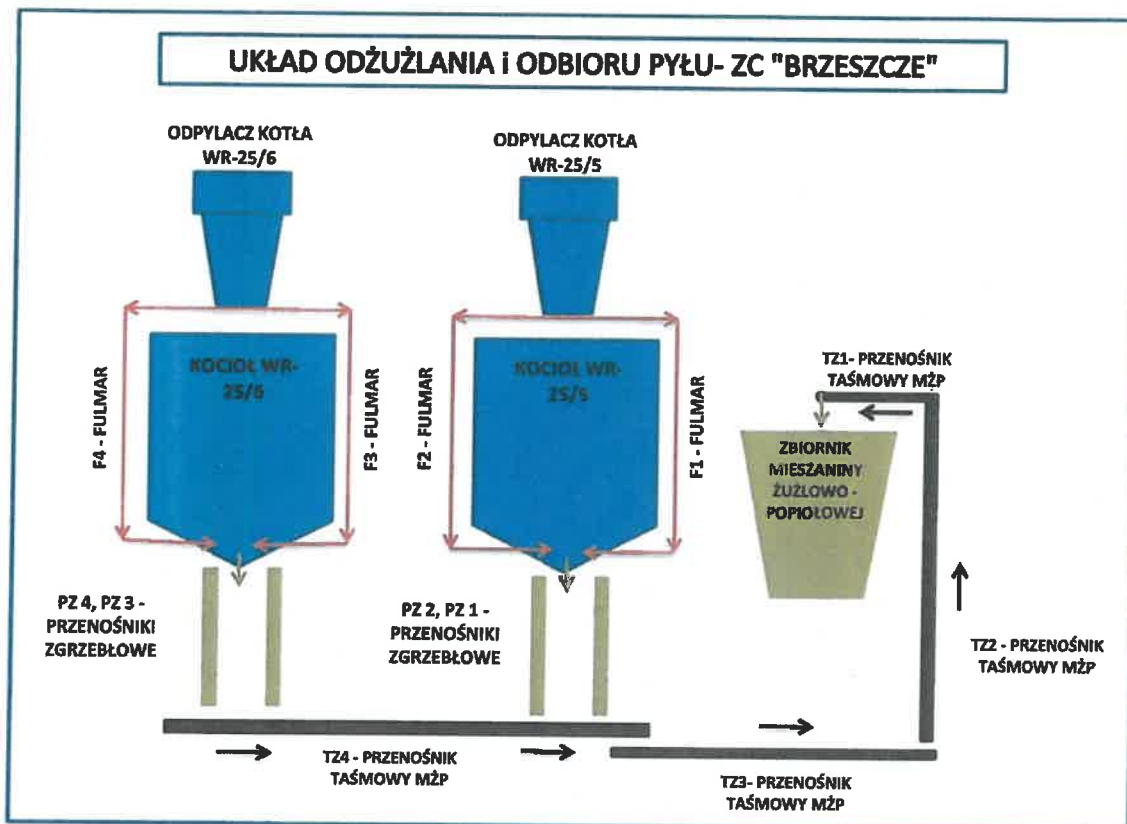 UKŁAD ODŻUŻLANIA i ODBIORU PYŁU- ZC "BRZESZCZE"
ODPYLACZ KOTŁA
WR-25/6
ODPYLACZ KOTŁA
WR-25/5
F4 - FULMAR
KOCIOŁ WR-
25/6
F3 - FULMAR
F2 - FULMAR
KOCIOŁ WR-
25/5
F1- FULMAR
TZ1- PRZENOŚNIK
TAŚMOWY MŻP
ZBIORNIK
MIESZANINY
ŻUŻLOWO -
POPIOŁOWEJ
PZ 4, PZ 3 -
PRZENOŚNIKI
ZGRZEBŁOWE
PZ 2, PZ 1 -
PRZENOŚNIKI
ZGRZEBŁOWE
TZ2 - PRZENOŚNIK
TAŚMOWY MŻP
TZ4 - PRZENOŚNIK
TAŚMOWY MŻP
TZ3- PRZENOŚNIK
TAŚMOWY MŻP